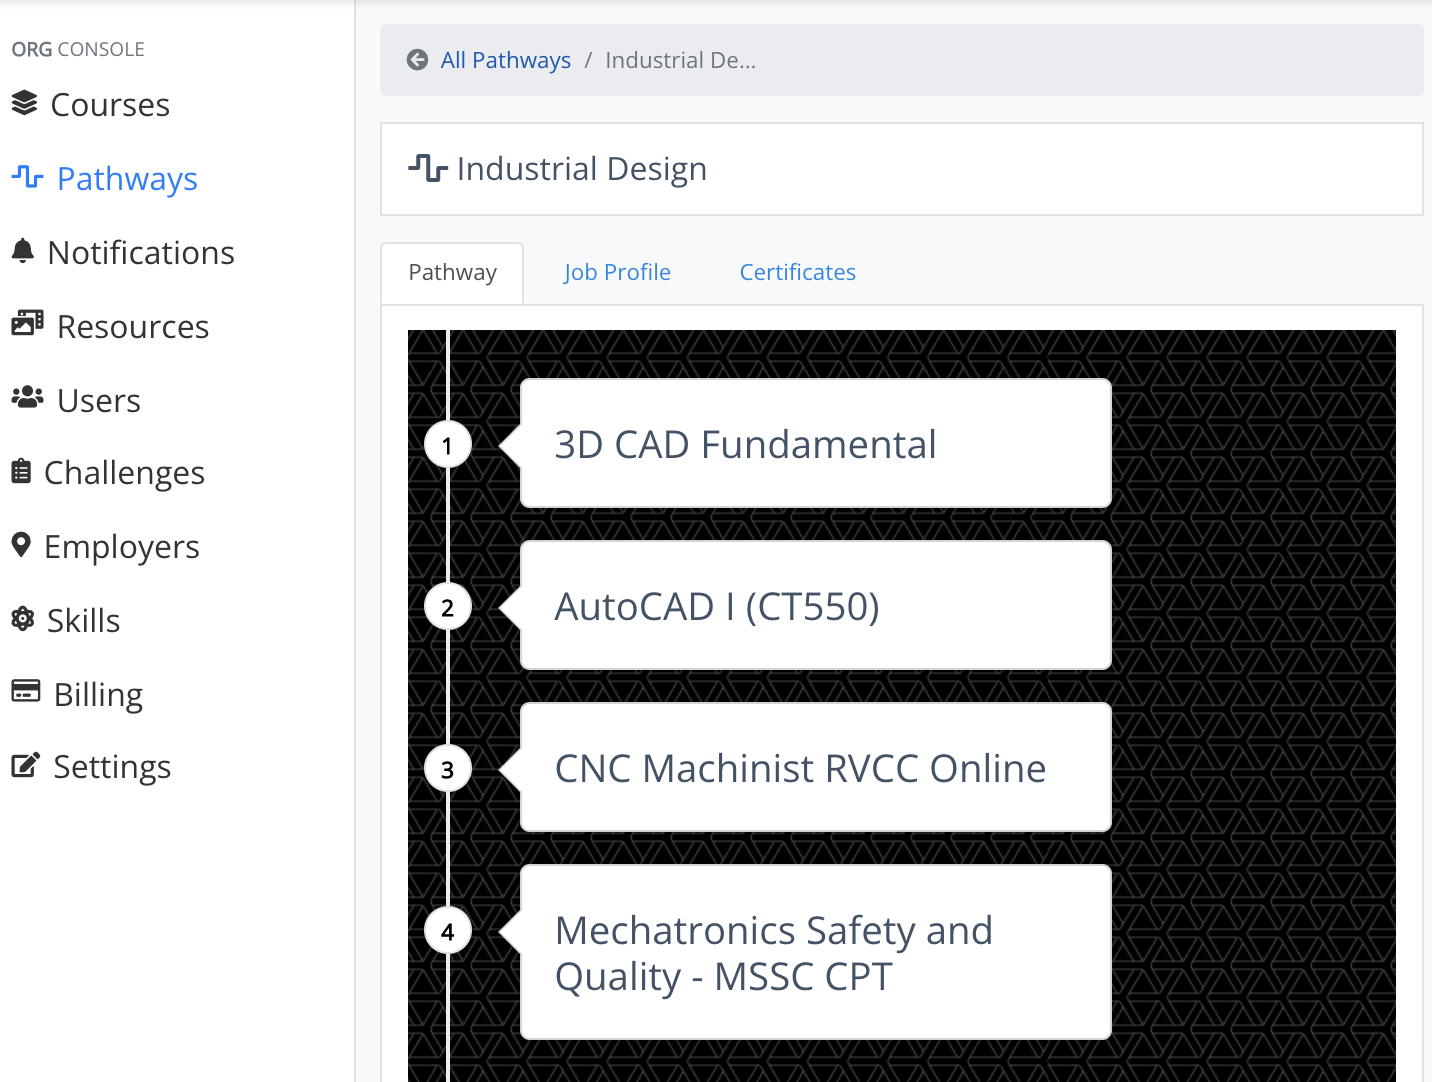 ORG CONSOLE
Courses
Pathways
Notifications
Resources
Users
Challenges
Employers
Skills
Billing
Settings
All Pathways / Industrial De...
Industrial Design
Pathway Job Profile Certificates
1 3D CAD Fundamental
2 AutoCAD I (CT550)
3 CNC Machinist RVCC Online
4 Mechatronics Safety and
Quality - MSSC CPT